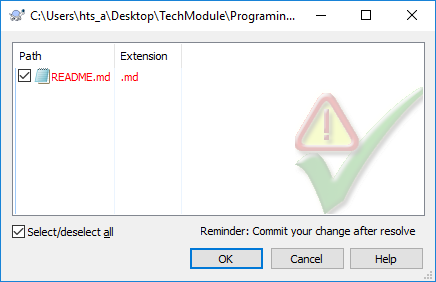 C:\Users\hts_a\Desktop\TechModule\Programin...
Path Extension
README.md .md
Select/deselect all
Reminder: Commit your change after resolve
OK Cancel Help